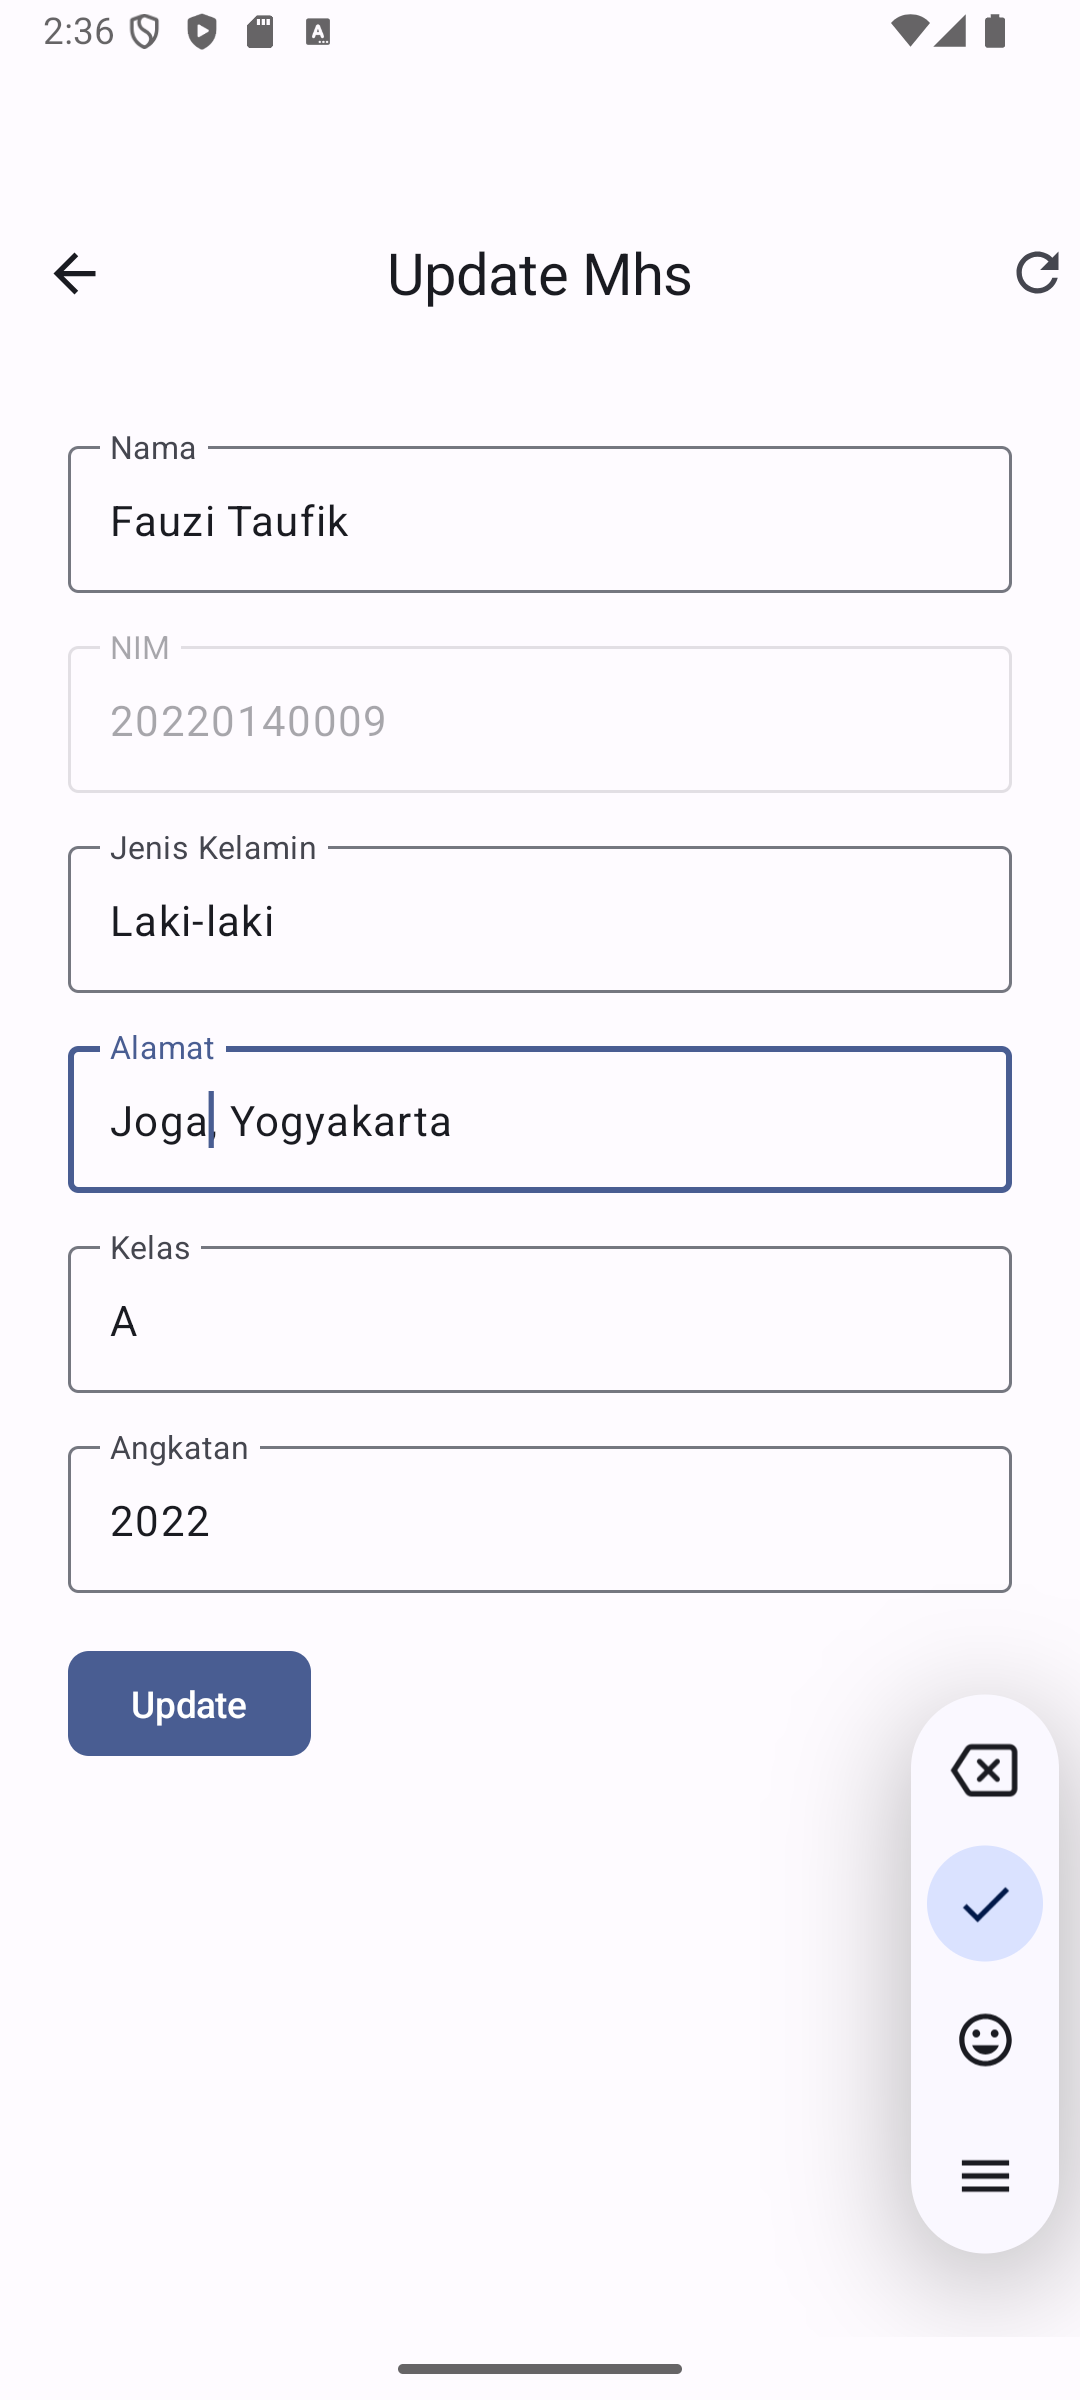 2:36
Update Mhs
Nama
Fauzi Taufik
NIM
20220140009
Jenis Kelamin
Laki-laki
Alamat
Joga, Yogyakarta
Kelas
A
Angkatan
2022
Update